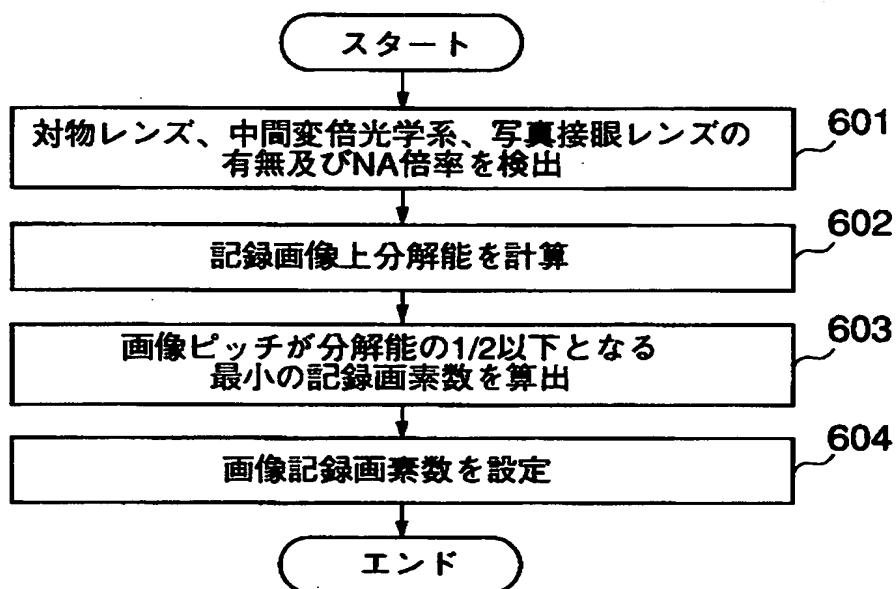 スタート
対物レンズ、中間変倍光学系、写真接眼レンズの
有無及びNA倍率を検出
601
記録画像上分解能を計算
602
画像ピッチが分解能の1/2以下となる
最小の記録画素数を算出
603
画像記録画素数を設定
604
エンド